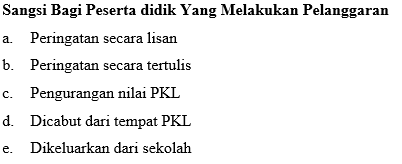 Sangsi Bagi Peserta didik Yang Melakukan Pelanggaran
a. Peringatan secara lisan
b. Peringatan secara tertulis
c. Pengurangan nilai PKL
d. Dicabut dari tempat PKL
e. Dikeluarkan dari sekolah